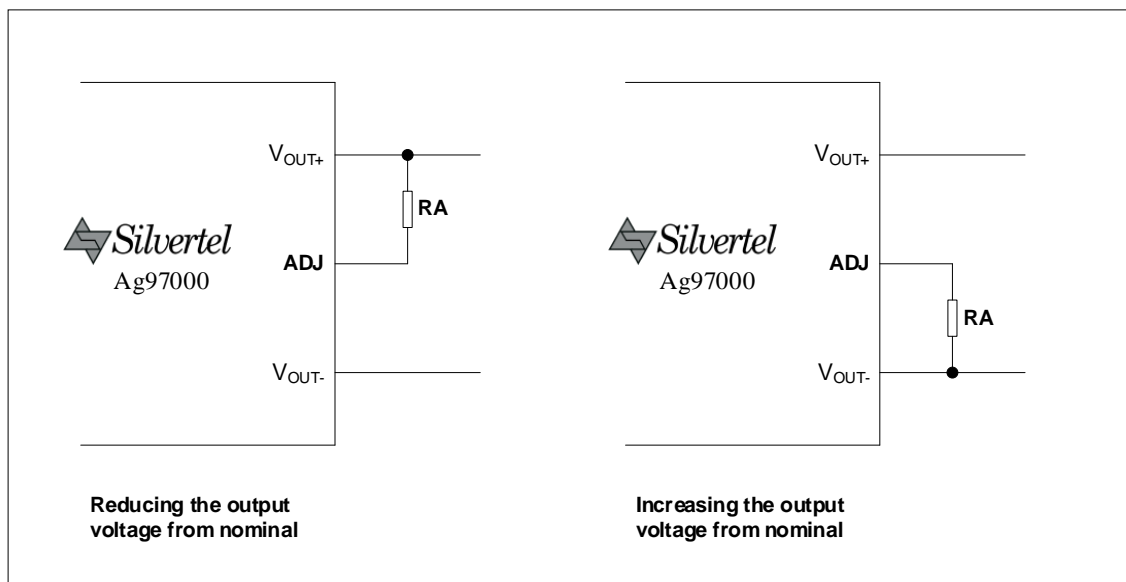 VOUT+
RA
Silvertel
ADJ
Ag97000
VOUT-
Reducing the output
voltage from nominal
VOUT+
Silvertel
ADJ
Ag97000
RA
VOUT-
Increasing the output
voltage from nominal